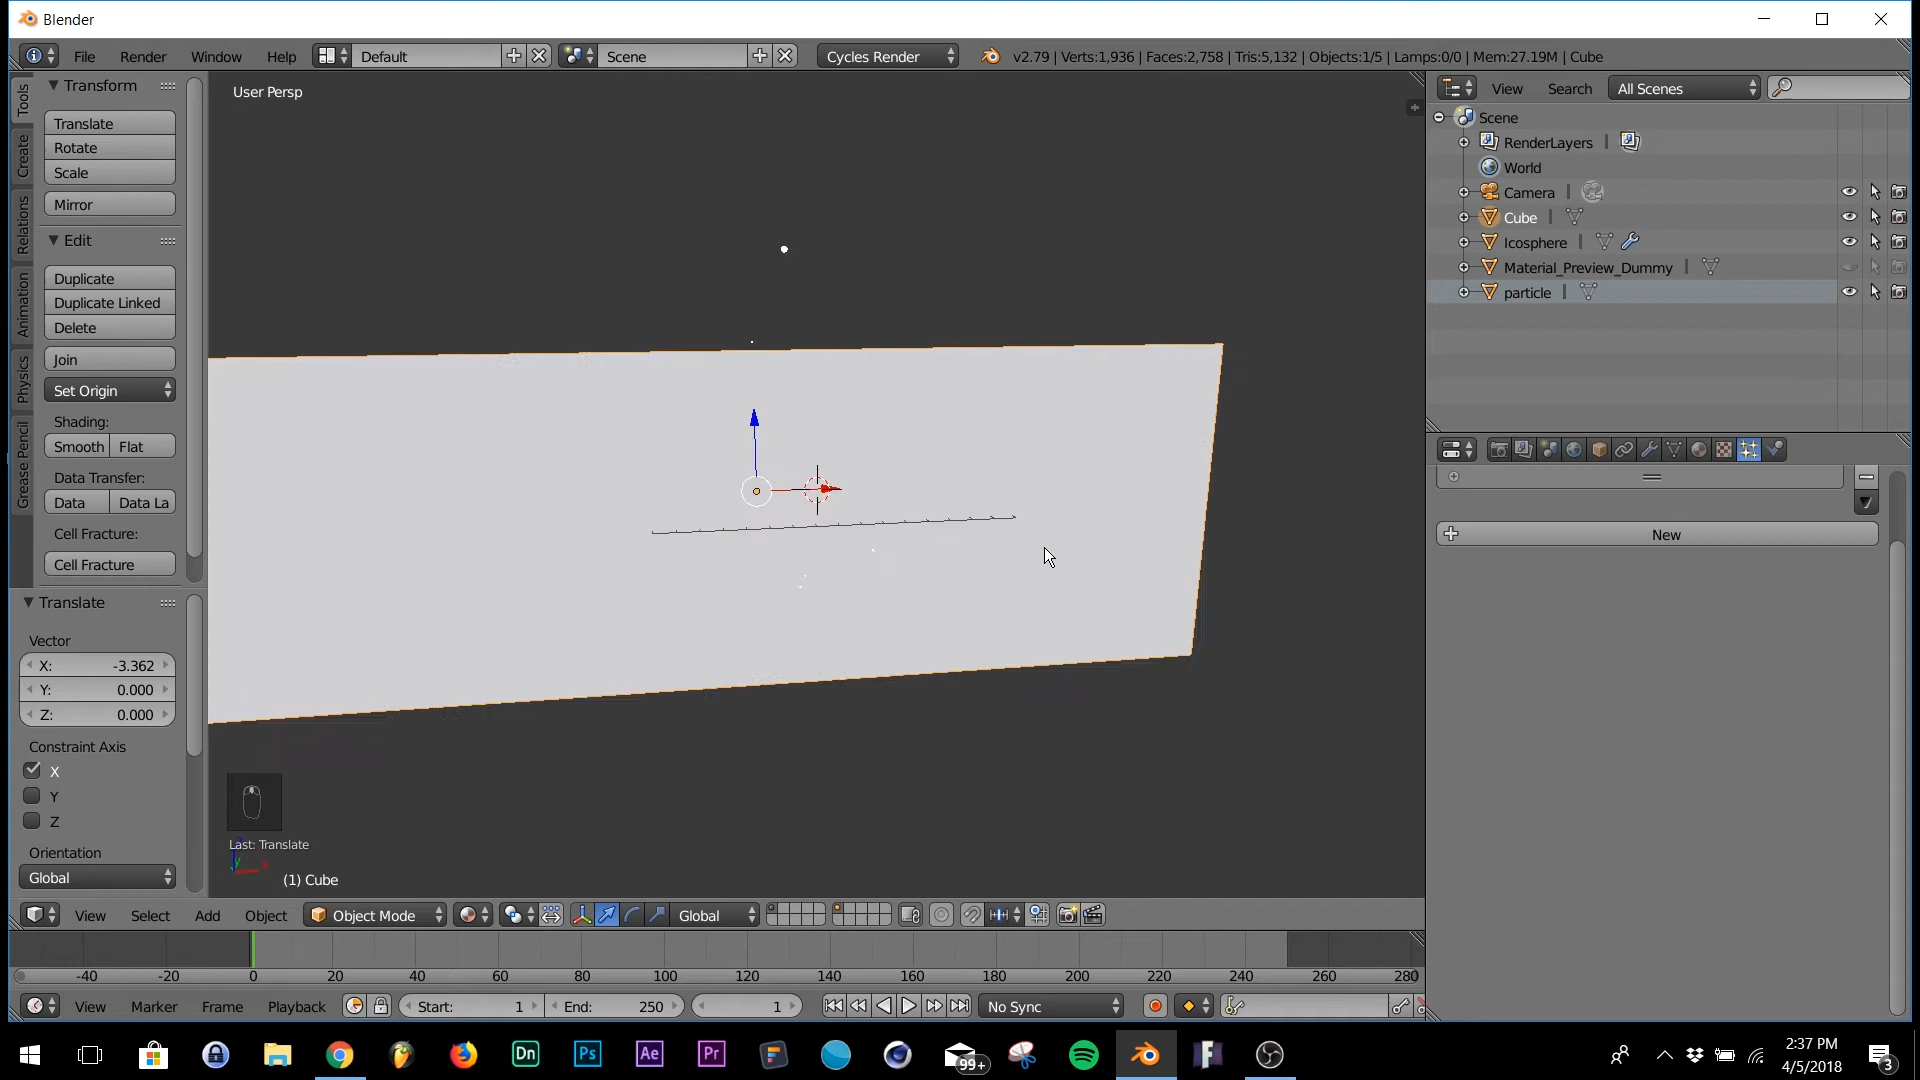 Blender
File Render Window Help Default Scene Cycles Render v2.79 | Verts:1,936 | Faces:2,758 | Tris:5,132 | Objects:1/5 | Lamps:0/0 | Mem:27.19M | Cube
Tools
Create
Relations
Animation
Physics
Grease Pencil
Transform
Translate
Rotate
Scale
Mirror
Edit
Duplicate
Duplicate Linked
Delete
Join
Set Origin
Shading:
Smooth Flat
Data Transfer:
Data Data La
Cell Fracture:
Cell Fracture
Translate
Vector
X: -3.362
Y: 0.000
Z: 0.000
Constraint Axis
X
Y
Z
Orientation
Global
User Persp
Last: Translate
(1) Cube
View Search All Scenes
Scene
RenderLayers
World
Camera
Cube
Icosphere
Material_Preview_Dummy
particle
New
View Select Add Object Object Mode Global
-40 -20 0 20 40 60 80 100 120 140 160 180 200 220 240 260 280
View Marker Frame Playback Start: 1 End: 250 1 No Sync
Dn Ps Ae Pr 99+
2:37 PM
4/5/2018
3